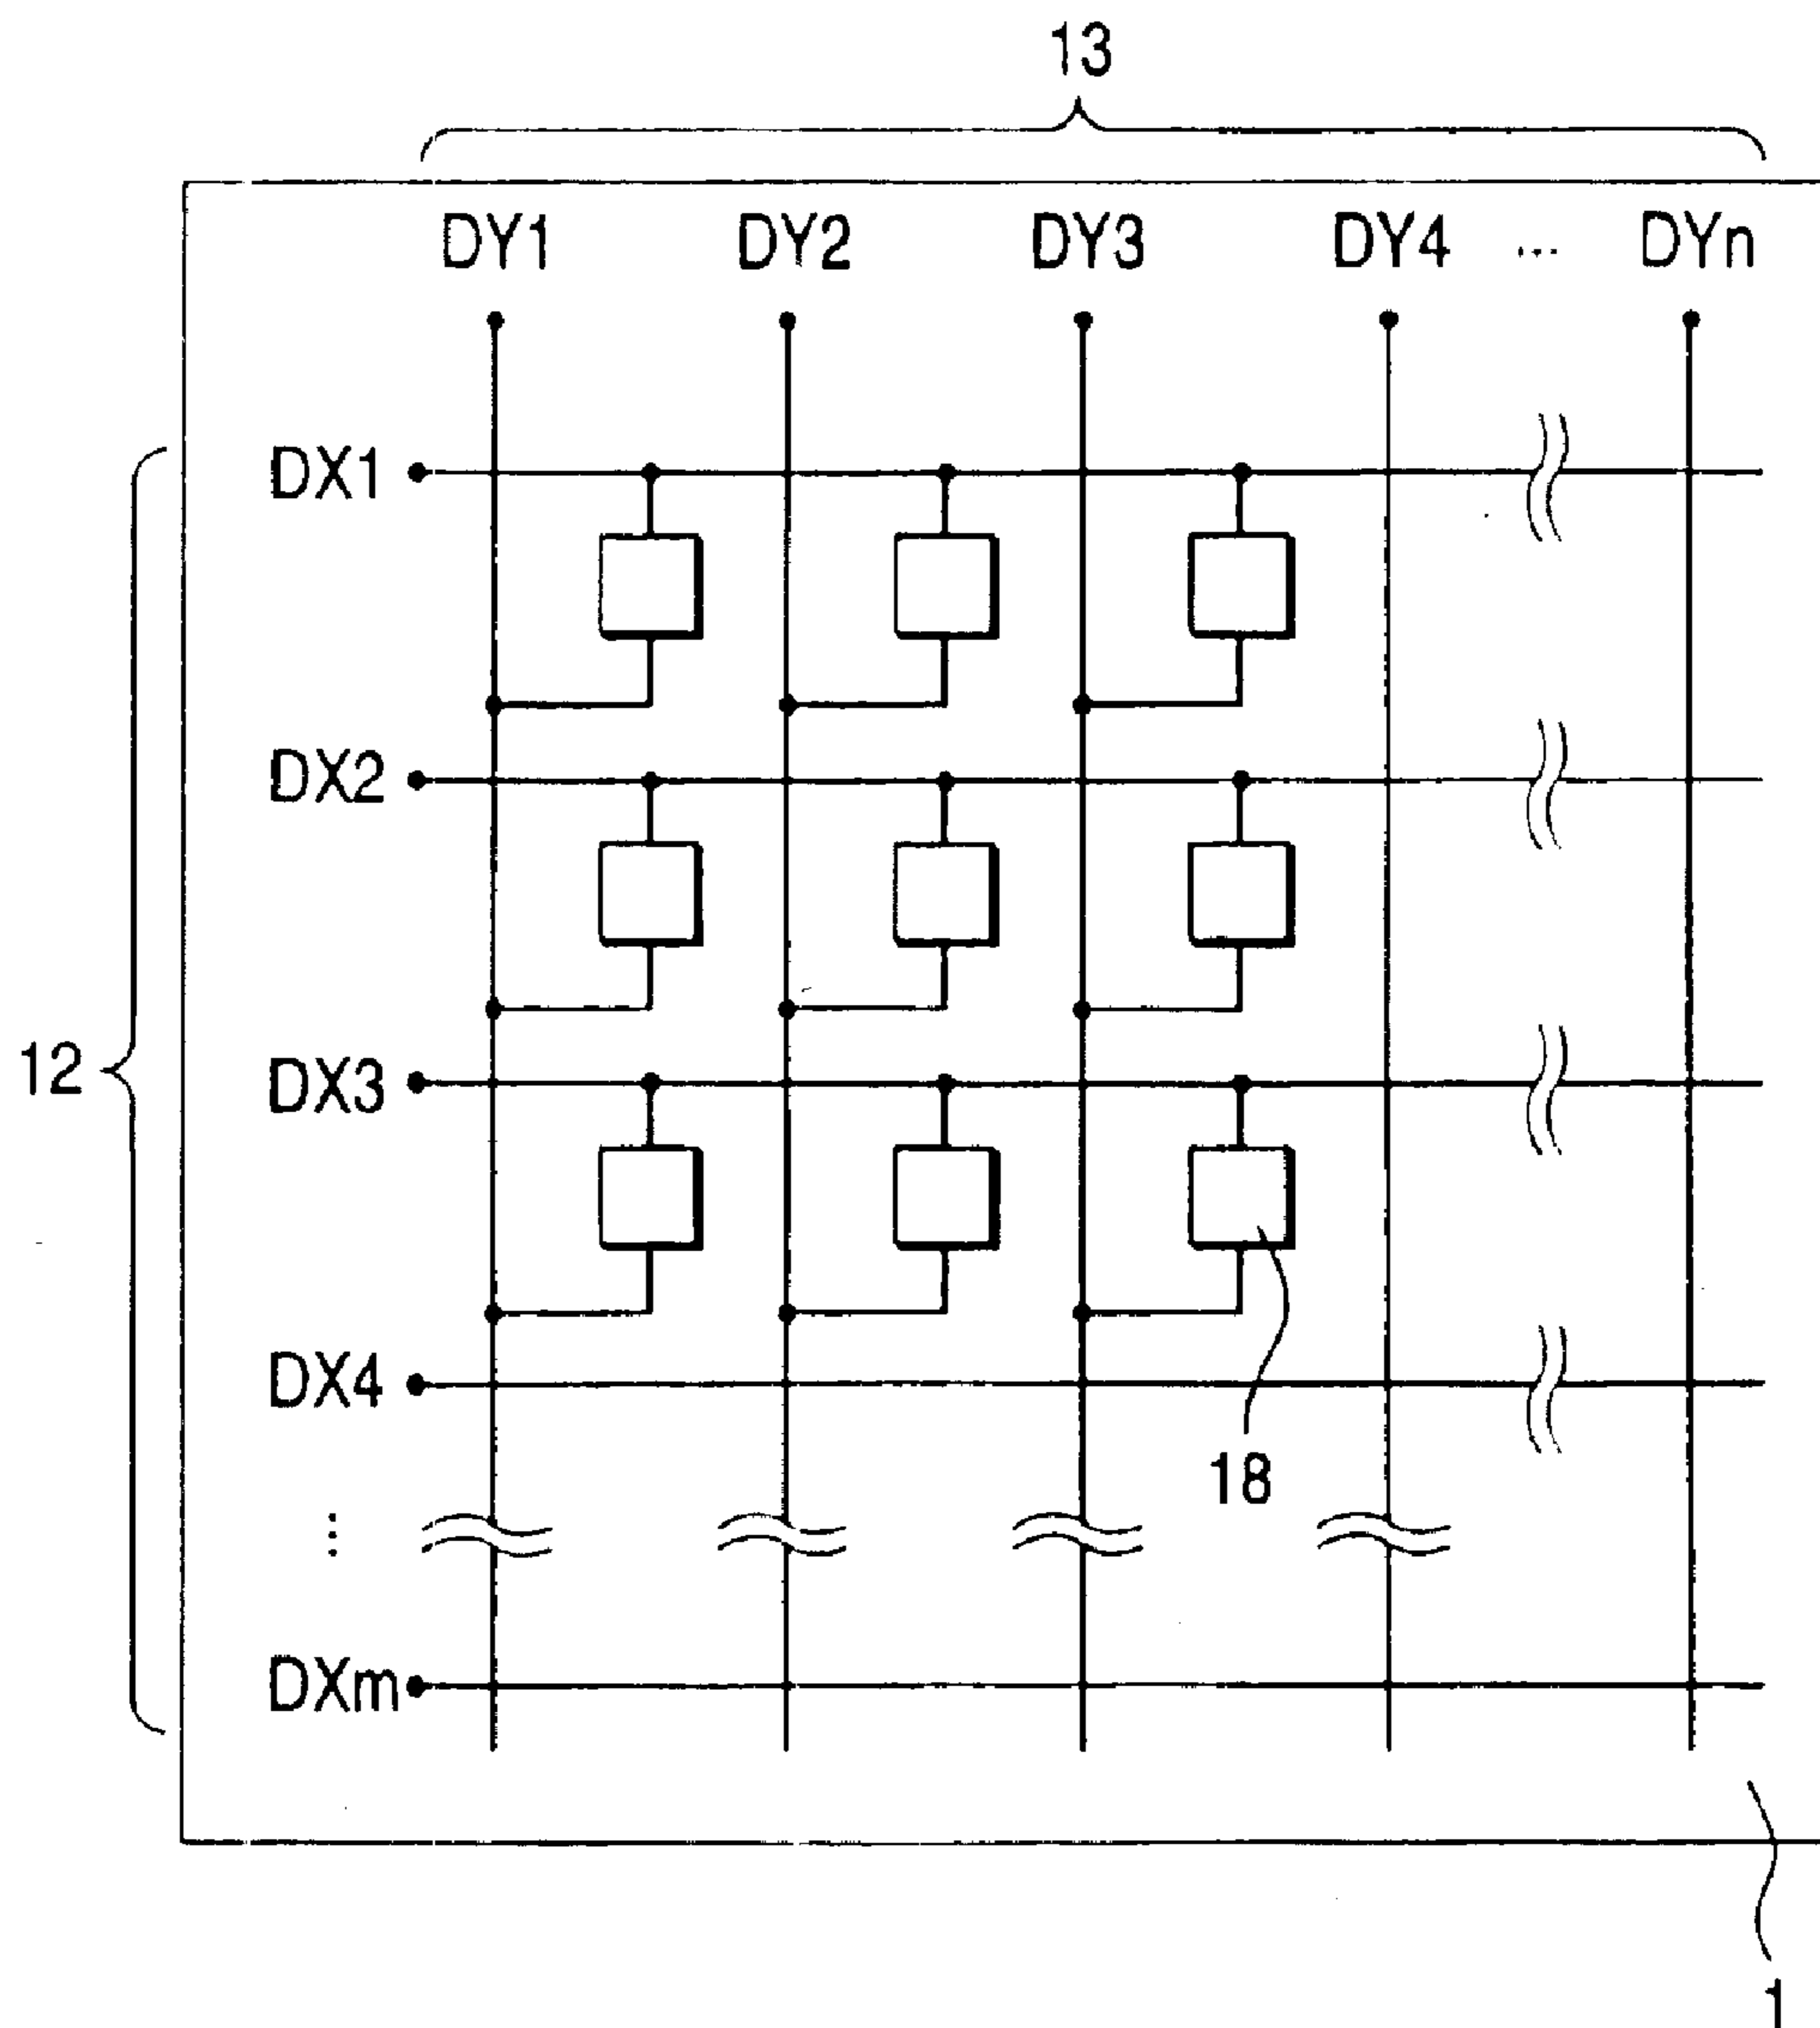 13
DY1 DY2 DY3 DY4 ... DYn
DX1
DX2
12
DX3
DX4
18
⋮
DXm
1